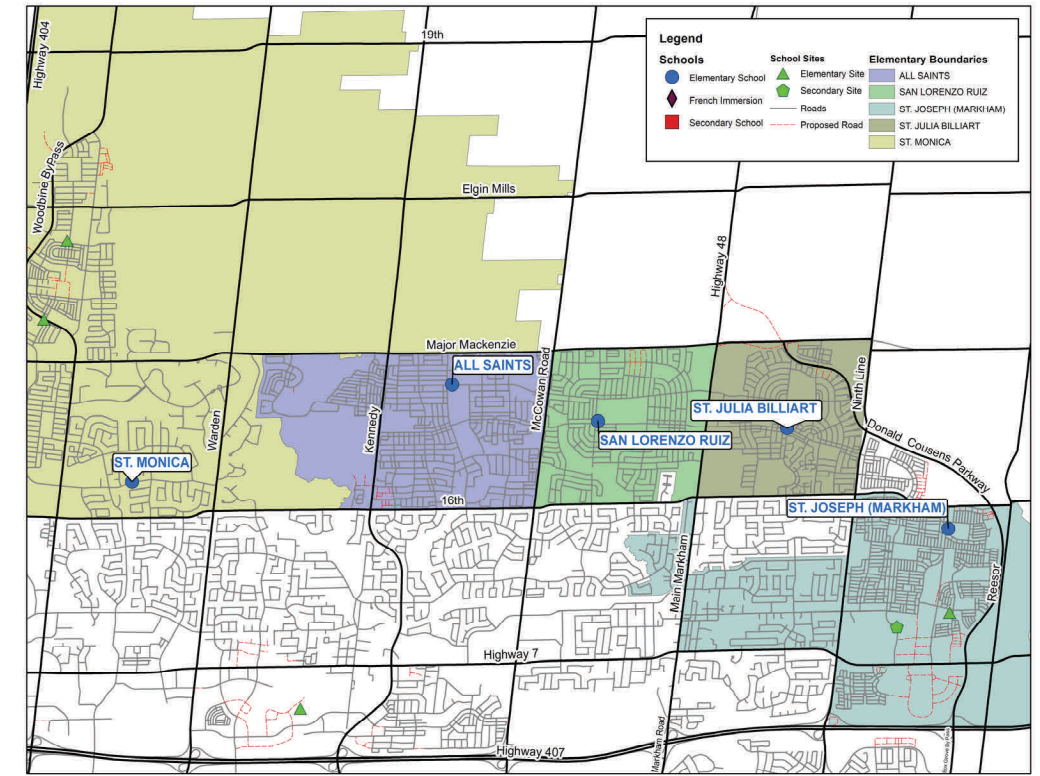 19th
Highway 404
Legend
Schools
Elementary School
French Immersion
Secondary School
School Sites
Elementary Site
Secondary Site
Roads
Proposed Road
Elementary Boundaries
ALL SAINTS
SAN LORENZO RUIZ
ST. JOSEPH (MARKHAM)
ST. JULIA BILLIART
ST. MONICA
Woodbine ByPass
Elgin Mills
Highway 48
Major Mackenzie
ALL SAINTS
McCowan Road
Ninth Line
Warden
Kennedy
ST. JULIA BILLIART
SAN LORENZO RUIZ
Donald Cousens Parkway
ST. MONICA
16th
ST. JOSEPH (MARKHAM)
Main Markham
Reesor
Highway 7
Markham Road
Highway 407